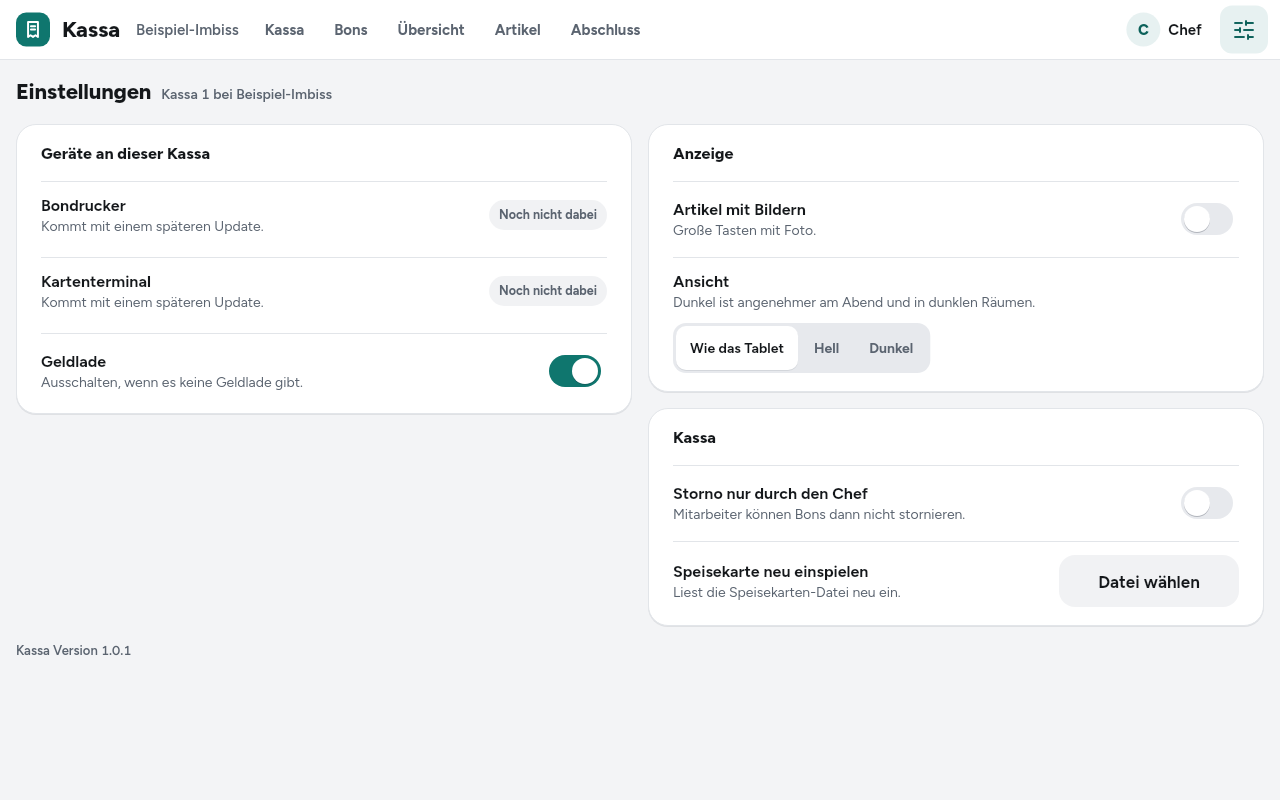 Kassa Beispiel-Imbiss Kassa Bons Übersicht Artikel Abschluss C Chef
Einstellungen Kassa 1 bei Beispiel-Imbiss
Geräte an dieser Kassa
Bondrucker
Kommt mit einem späteren Update.
Noch nicht dabei
Kartenterminal
Kommt mit einem späteren Update.
Noch nicht dabei
Geldlade
Ausschalten, wenn es keine Geldlade gibt.
Anzeige
Artikel mit Bildern
Große Tasten mit Foto.
Ansicht
Dunkel ist angenehmer am Abend und in dunklen Räumen.
Wie das Tablet Hell Dunkel
Kassa
Storno nur durch den Chef
Mitarbeiter können Bons dann nicht stornieren.
Speisekarte neu einspielen
Liest die Speisekarten-Datei neu ein.
Datei wählen
Kassa Version 1.0.1